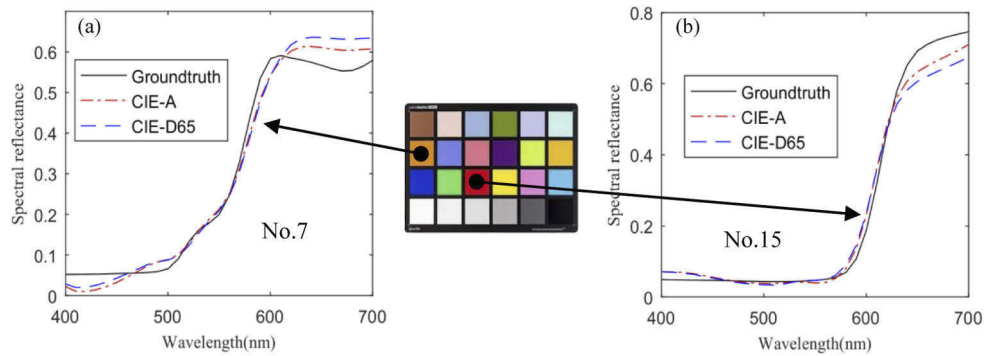 (a)
Spectral reflectance
0.6
0.5
0.4
0.3
0.2
0.1
0
Groundtruth
CIE-A
CIE-D65
No.7
400
500
600
700
Wavelength(nm)
(b)
Spectral reflectance
0.8
0.6
0.4
0.2
0
Groundtruth
CIE-A
CIE-D65
No.15
400
500
600
700
Wavelength(nm)